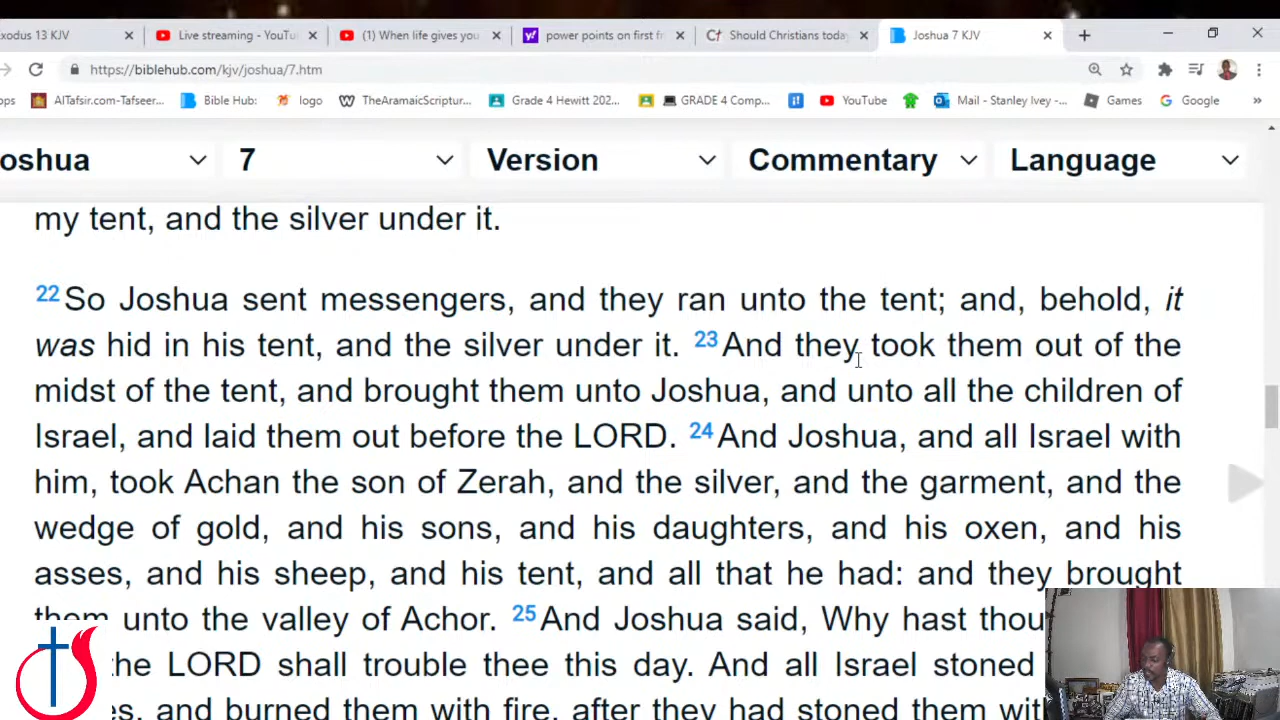 xodus 13 KJV
Live streaming - YouTu
(1) When life gives you
power points on first fr
Should Christians today
Joshua 7 KJV
https://biblehub.com/kjv/joshua/7.htm
ops
AlTafsir.com-Tafseer...
Bible Hub:
logo
TheAramaicScriptur...
Grade 4 Hewitt 202...
GRADE 4 Comp...
YouTube
Mail - Stanley Ivey -...
Games
Google
»
oshua
7
Version
Commentary
Language
my tent, and the silver under it.
22 So Joshua sent messengers, and they ran unto the tent; and, behold, it
was hid in his tent, and the silver under it. 23 And they took them out of the
midst of the tent, and brought them unto Joshua, and unto all the children of
Israel, and laid them out before the LORD. 24 And Joshua, and all Israel with
him, took Achan the son of Zerah, and the silver, and the garment, and the
wedge of gold, and his sons, and his daughters, and his oxen, and his
asses, and his sheep, and his tent, and all that he had: and they brought
them unto the valley of Achor. 25 And Joshua said, Why hast thou
the LORD shall trouble thee this day. And all Israel stoned
es, and burned them with fire, after they had stoned them wit